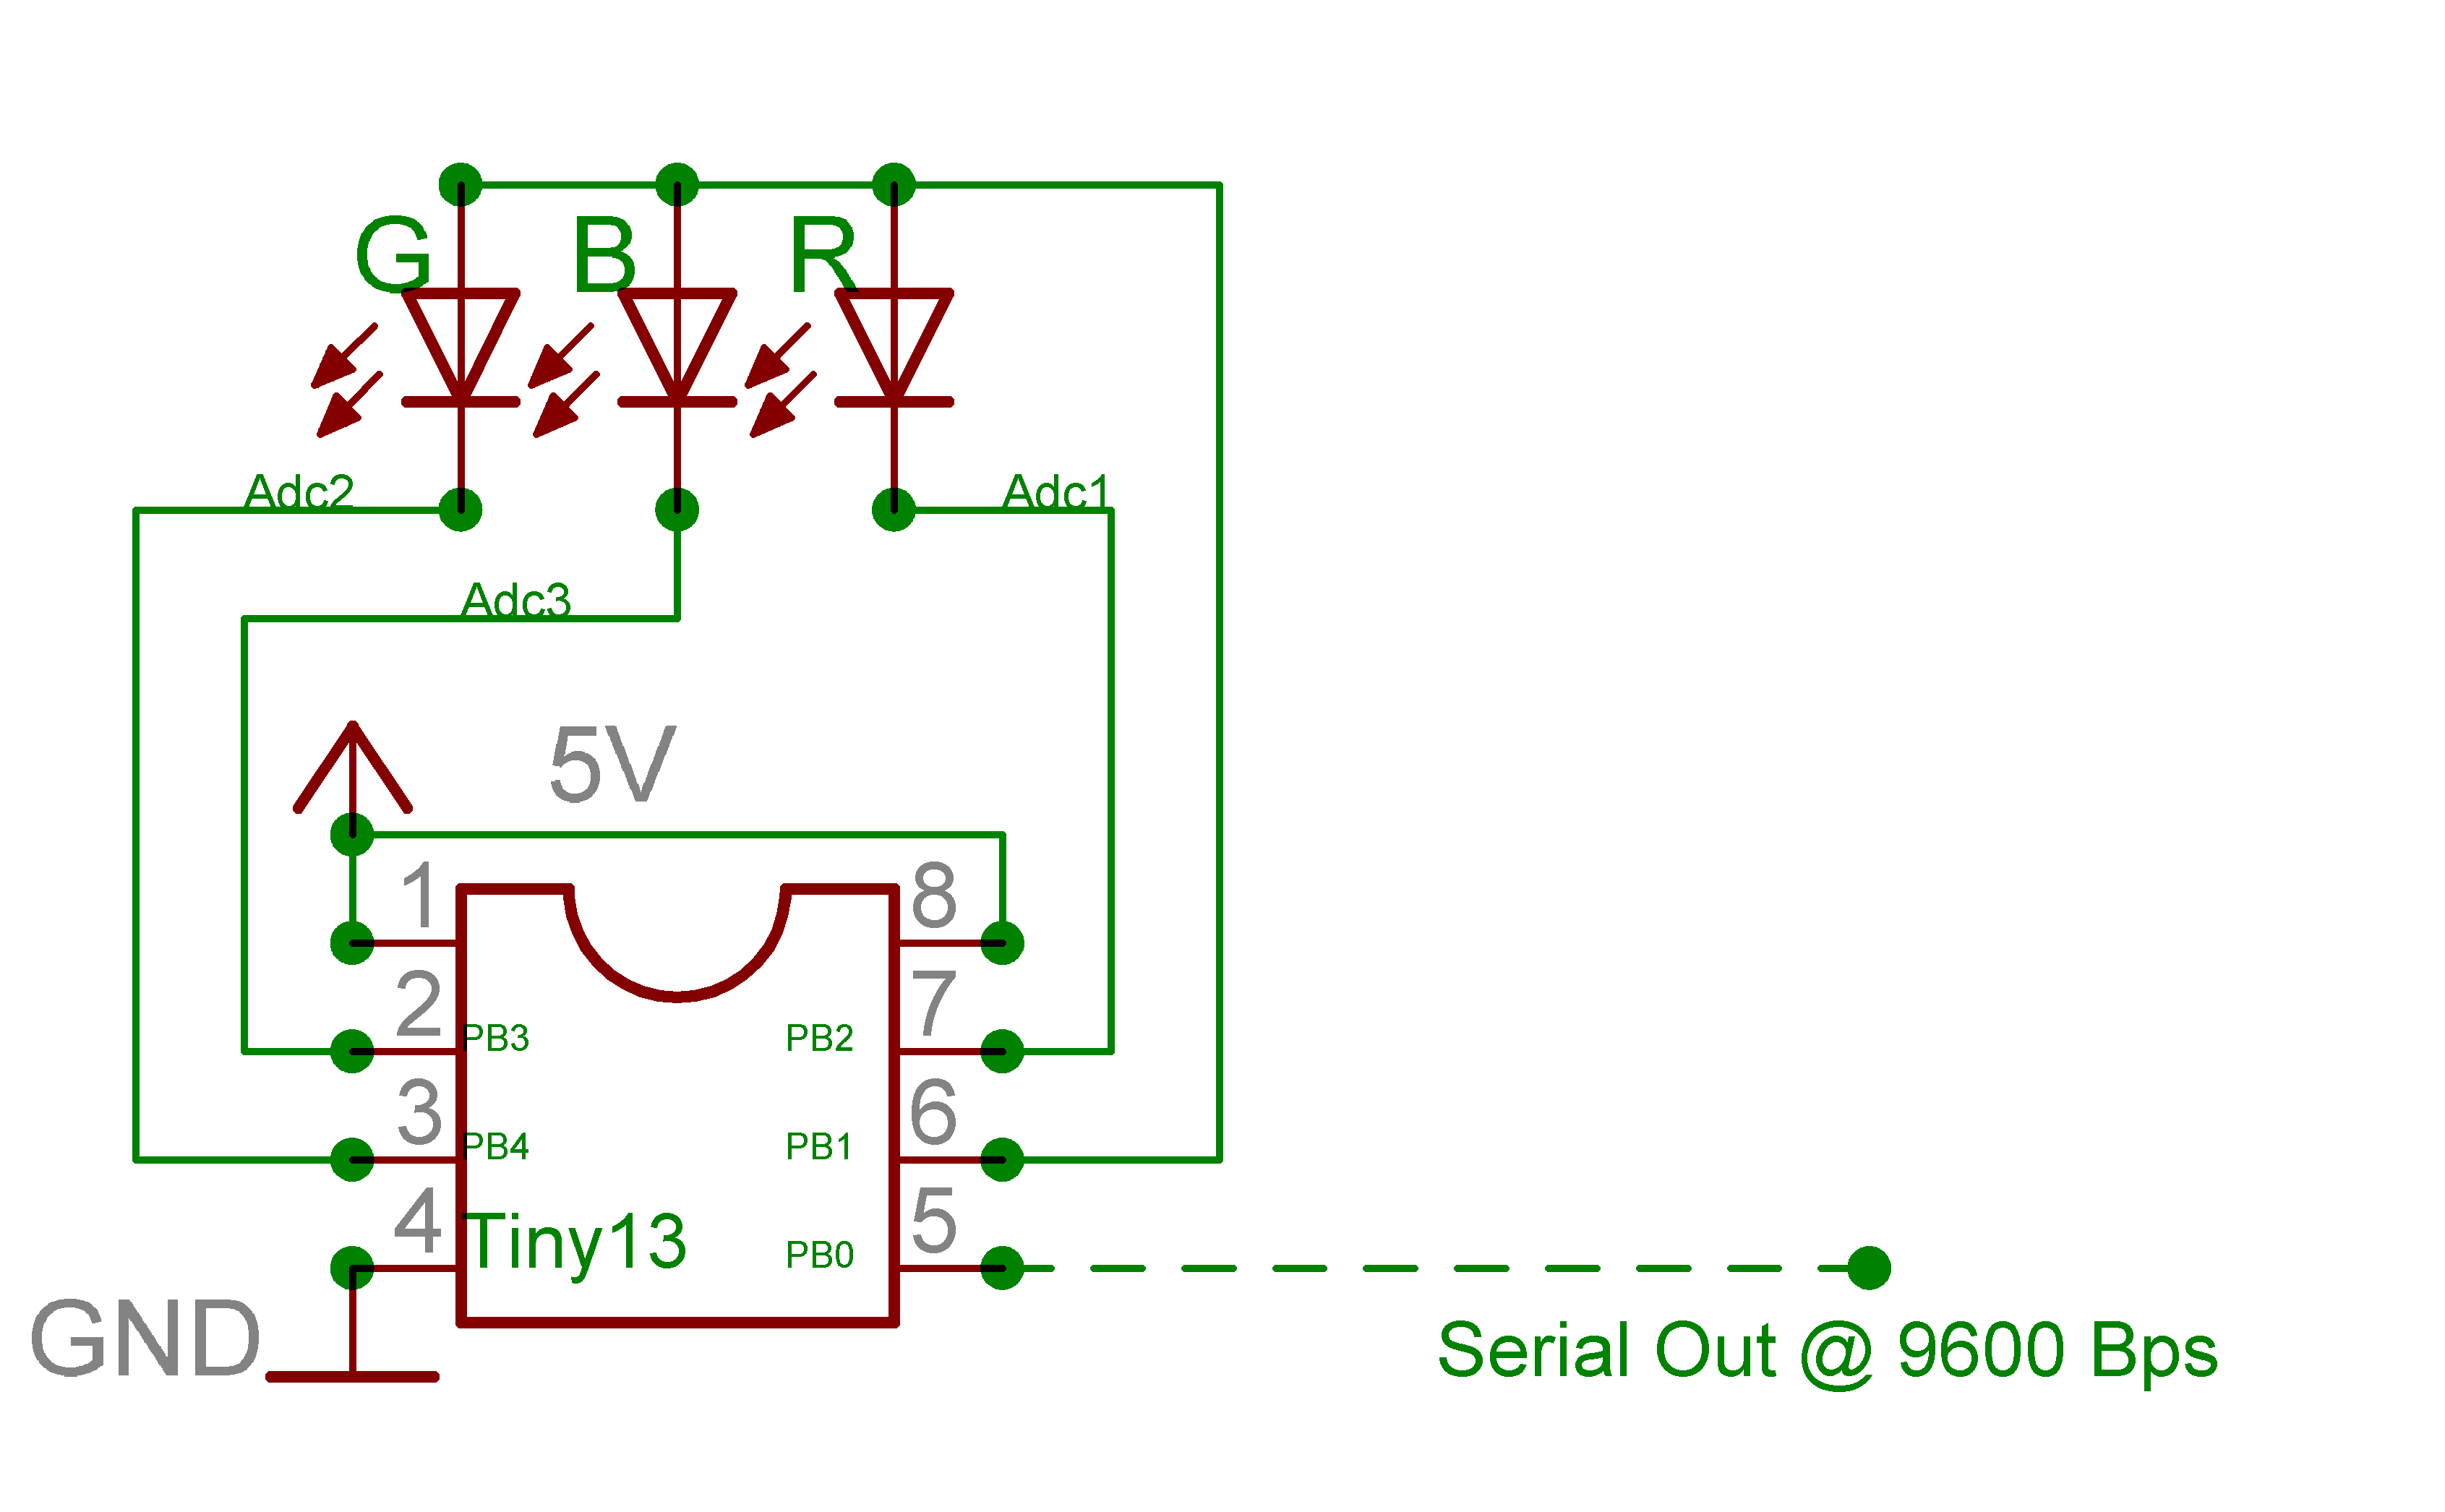 G B R
Adc2 Adc1
Adc3
5V
1 8
2 7
PB3 PB2
3 6
PB4 PB1
4 5
Tiny13 PB0
GND
Serial Out @ 9600 Bps